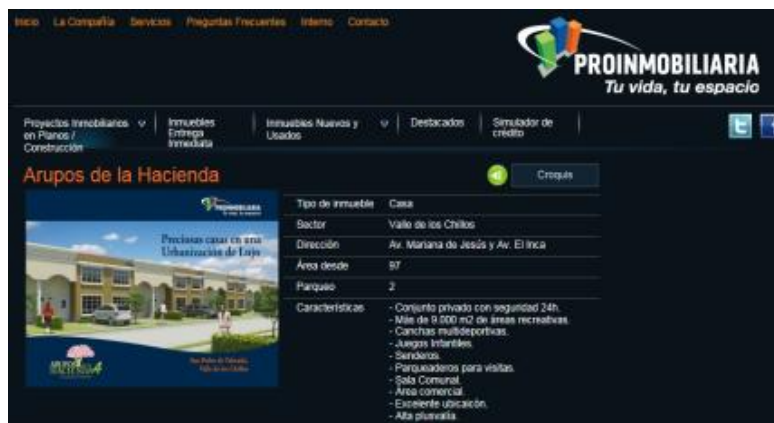 Inicio La Compañía Servicios Preguntas Frecuentes Interno Contacto
PROINMOBILIARIA
Tu vida, tu espacio
Proyectos Inmobiliarios en Planos / Construcción
Inmuebles Entrega Inmediata
Inmuebles Nuevos y Usados
Destacados
Simulador de crédito
Arupos de la Hacienda
Croquis
PROINMOBILIARIA
Preciosas casas en una
Urbanización de Lujo
Tipo de inmueble Casa
Sector Valle de los Chillos
Dirección Av. Mariana de Jesús y Av. El Inca
Área desde 97
Parqueo 2
Características - Conjunto privado con seguridad 24h.
- Más de 9.000 m2 de áreas recreativas.
- Canchas multideportivas.
- Juegos Infantiles.
- Senderos.
- Parqueaderos para visitas.
- Sala Comunal.
- Área comercial.
- Excelente ubicaicón.
- Alta plusvalía.